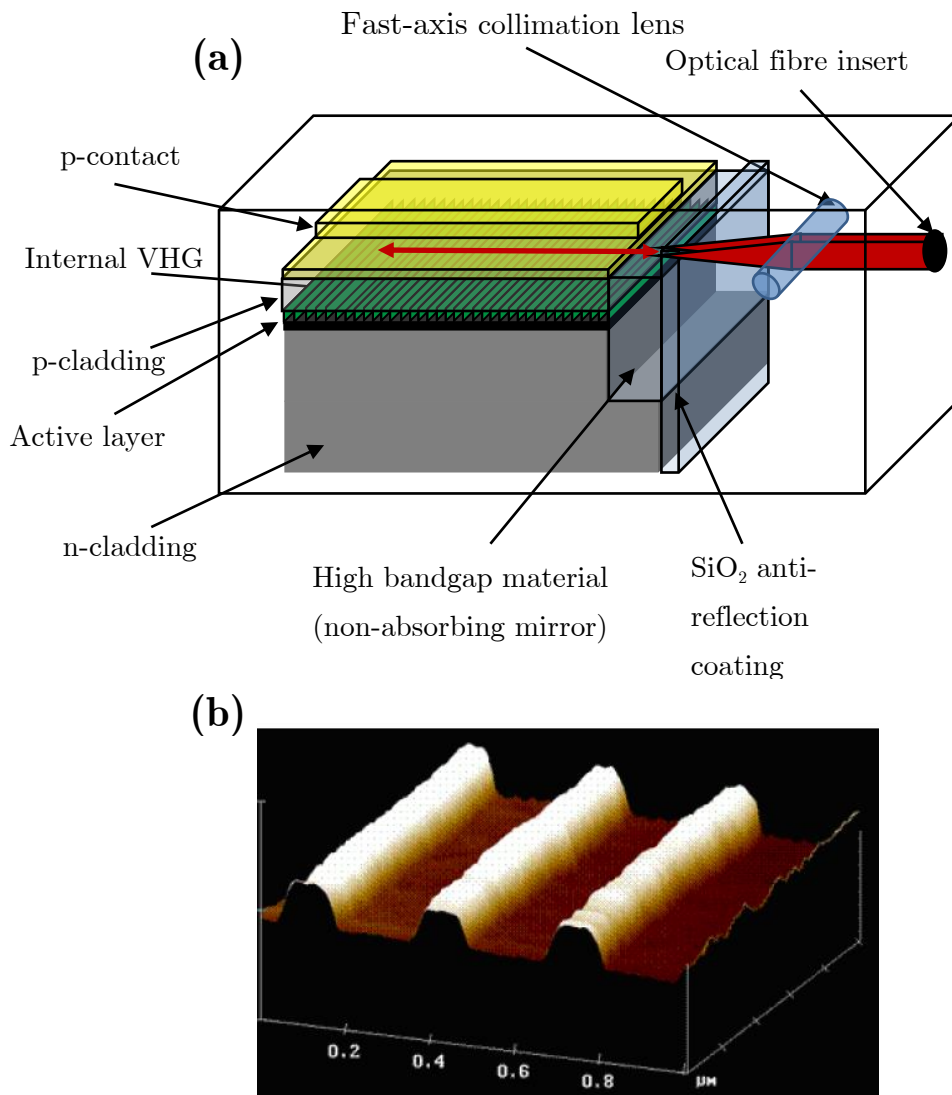 (a)
Fast-axis collimation lens
Optical fibre insert
p-contact
Internal VHG
p-cladding
Active layer
n-cladding
High bandgap material
(non-absorbing mirror)
SiO₂ anti-
reflection
coating
(b)
0.2
0.4
0.6
0.8
μM